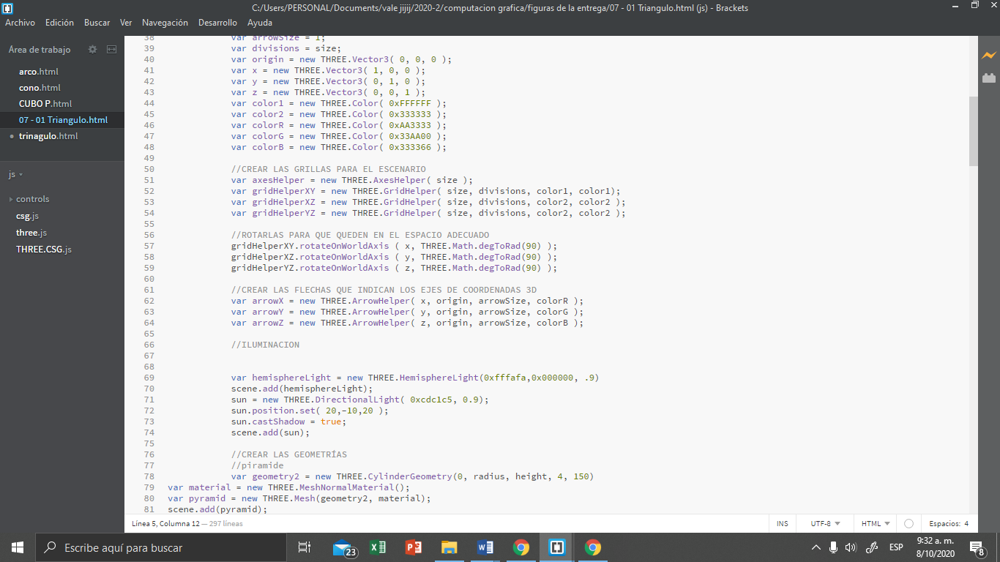 C:/Users/PERSONAL/Documents/vale jijij/2020-2/computacion grafica/figuras de la entrega/07 - 01 Triangulo.html (js) - Brackets
Archivo Edición Buscar Ver Navegación Desarrollo Ayuda
Área de trabajo
arco.html
cono.html
CUBO P.html
07 - 01 Triangulo.html
trinagulo.html
js
controls
csg.js
three.js
THREE.CSG.js
38 var arrowSize = 1;
39 var divisions = size;
40 var origin = new THREE.Vector3( 0, 0, 0 );
41 var x = new THREE.Vector3( 1, 0, 0 );
42 var y = new THREE.Vector3( 0, 1, 0 );
43 var z = new THREE.Vector3( 0, 0, 1 );
44 var color1 = new THREE.Color( 0xFFFFFF );
45 var color2 = new THREE.Color( 0x333333 );
46 var colorR = new THREE.Color( 0xAA3333 );
47 var colorG = new THREE.Color( 0x33AA00 );
48 var colorB = new THREE.Color( 0x333366 );
49
50 //CREAR LAS GRILLAS PARA EL ESCENARIO
51 var axesHelper = new THREE.AxesHelper( size );
52 var gridHelperXY = new THREE.GridHelper( size, divisions, color1, color1);
53 var gridHelperXZ = new THREE.GridHelper( size, divisions, color2, color2 );
54 var gridHelperYZ = new THREE.GridHelper( size, divisions, color2, color2 );
55
56 //ROTARLAS PARA QUE QUEDEN EN EL ESPACIO ADECUADO
57 gridHelperXY.rotateOnWorldAxis ( x, THREE.Math.degToRad(90) );
58 gridHelperXZ.rotateOnWorldAxis ( y, THREE.Math.degToRad(90) );
59 gridHelperYZ.rotateOnWorldAxis ( z, THREE.Math.degToRad(90) );
60
61 //CREAR LAS FLECHAS QUE INDICAN LOS EJES DE COORDENADAS 3D
62 var arrowX = new THREE.ArrowHelper( x, origin, arrowSize, colorR );
63 var arrowY = new THREE.ArrowHelper( y, origin, arrowSize, colorG );
64 var arrowZ = new THREE.ArrowHelper( z, origin, arrowSize, colorB );
65
66 //ILUMINACION
67
68
69 var hemisphereLight = new THREE.HemisphereLight(0xfffafa,0x000000, .9)
70 scene.add(hemisphereLight);
71 sun = new THREE.DirectionalLight( 0xcdc1c5, 0.9);
72 sun.position.set( 20,-10,20 );
73 sun.castShadow = true;
74 scene.add(sun);
75
76 //CREAR LAS GEOMETRÍAS
77 //piramide
78 var geometry2 = new THREE.CylinderGeometry(0, radius, height, 4, 150)
79 var material = new THREE.MeshNormalMaterial();
80 var pyramid = new THREE.Mesh(geometry2, material);
81 scene.add(pyramid);
Línea 5, Columna 12 — 297 líneas
INS UTF-8 HTML Espacios: 4
Escribe aquí para buscar
23
ESP
9:32 a. m.
8/10/2020
8